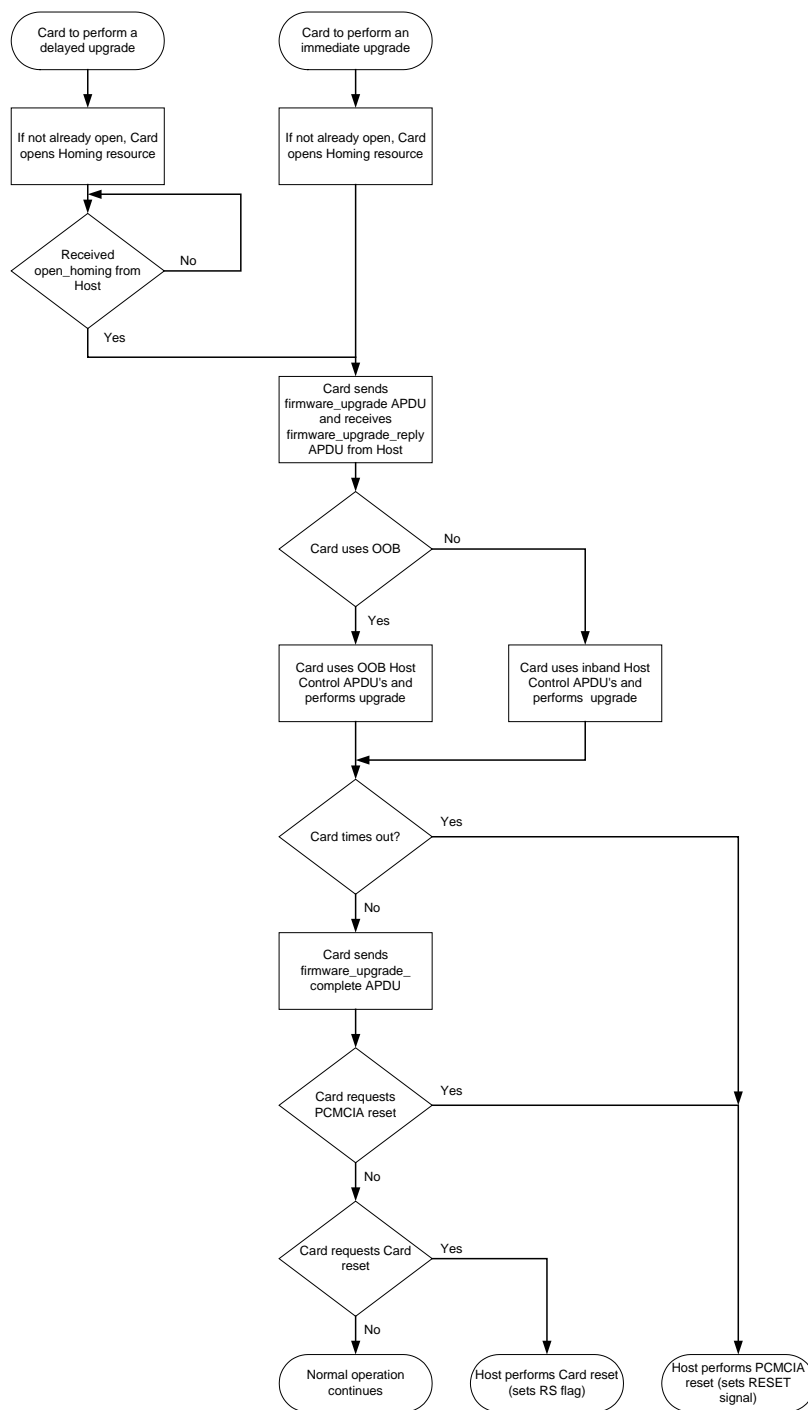 Card to perform a
delayed upgrade
Card to perform an
immediate upgrade
If not already open, Card
opens Homing resource
If not already open, Card
opens Homing resource
Received
open_homing from
Host
No
Yes
Card sends
firmware_upgrade APDU
and receives
firmware_upgrade_reply
APDU from Host
Card uses OOB
No
Yes
Card uses OOB Host
Control APDU's and
performs upgrade
Card uses inband Host
Control APDU's and
performs upgrade
Card times out?
Yes
No
Card sends
firmware_upgrade_
complete APDU
Card requests
PCMCIA reset
Yes
No
Card requests Card
reset
Yes
No
Normal operation
continues
Host performs Card reset
(sets RS flag)
Host performs PCMCIA
reset (sets RESET
signal)